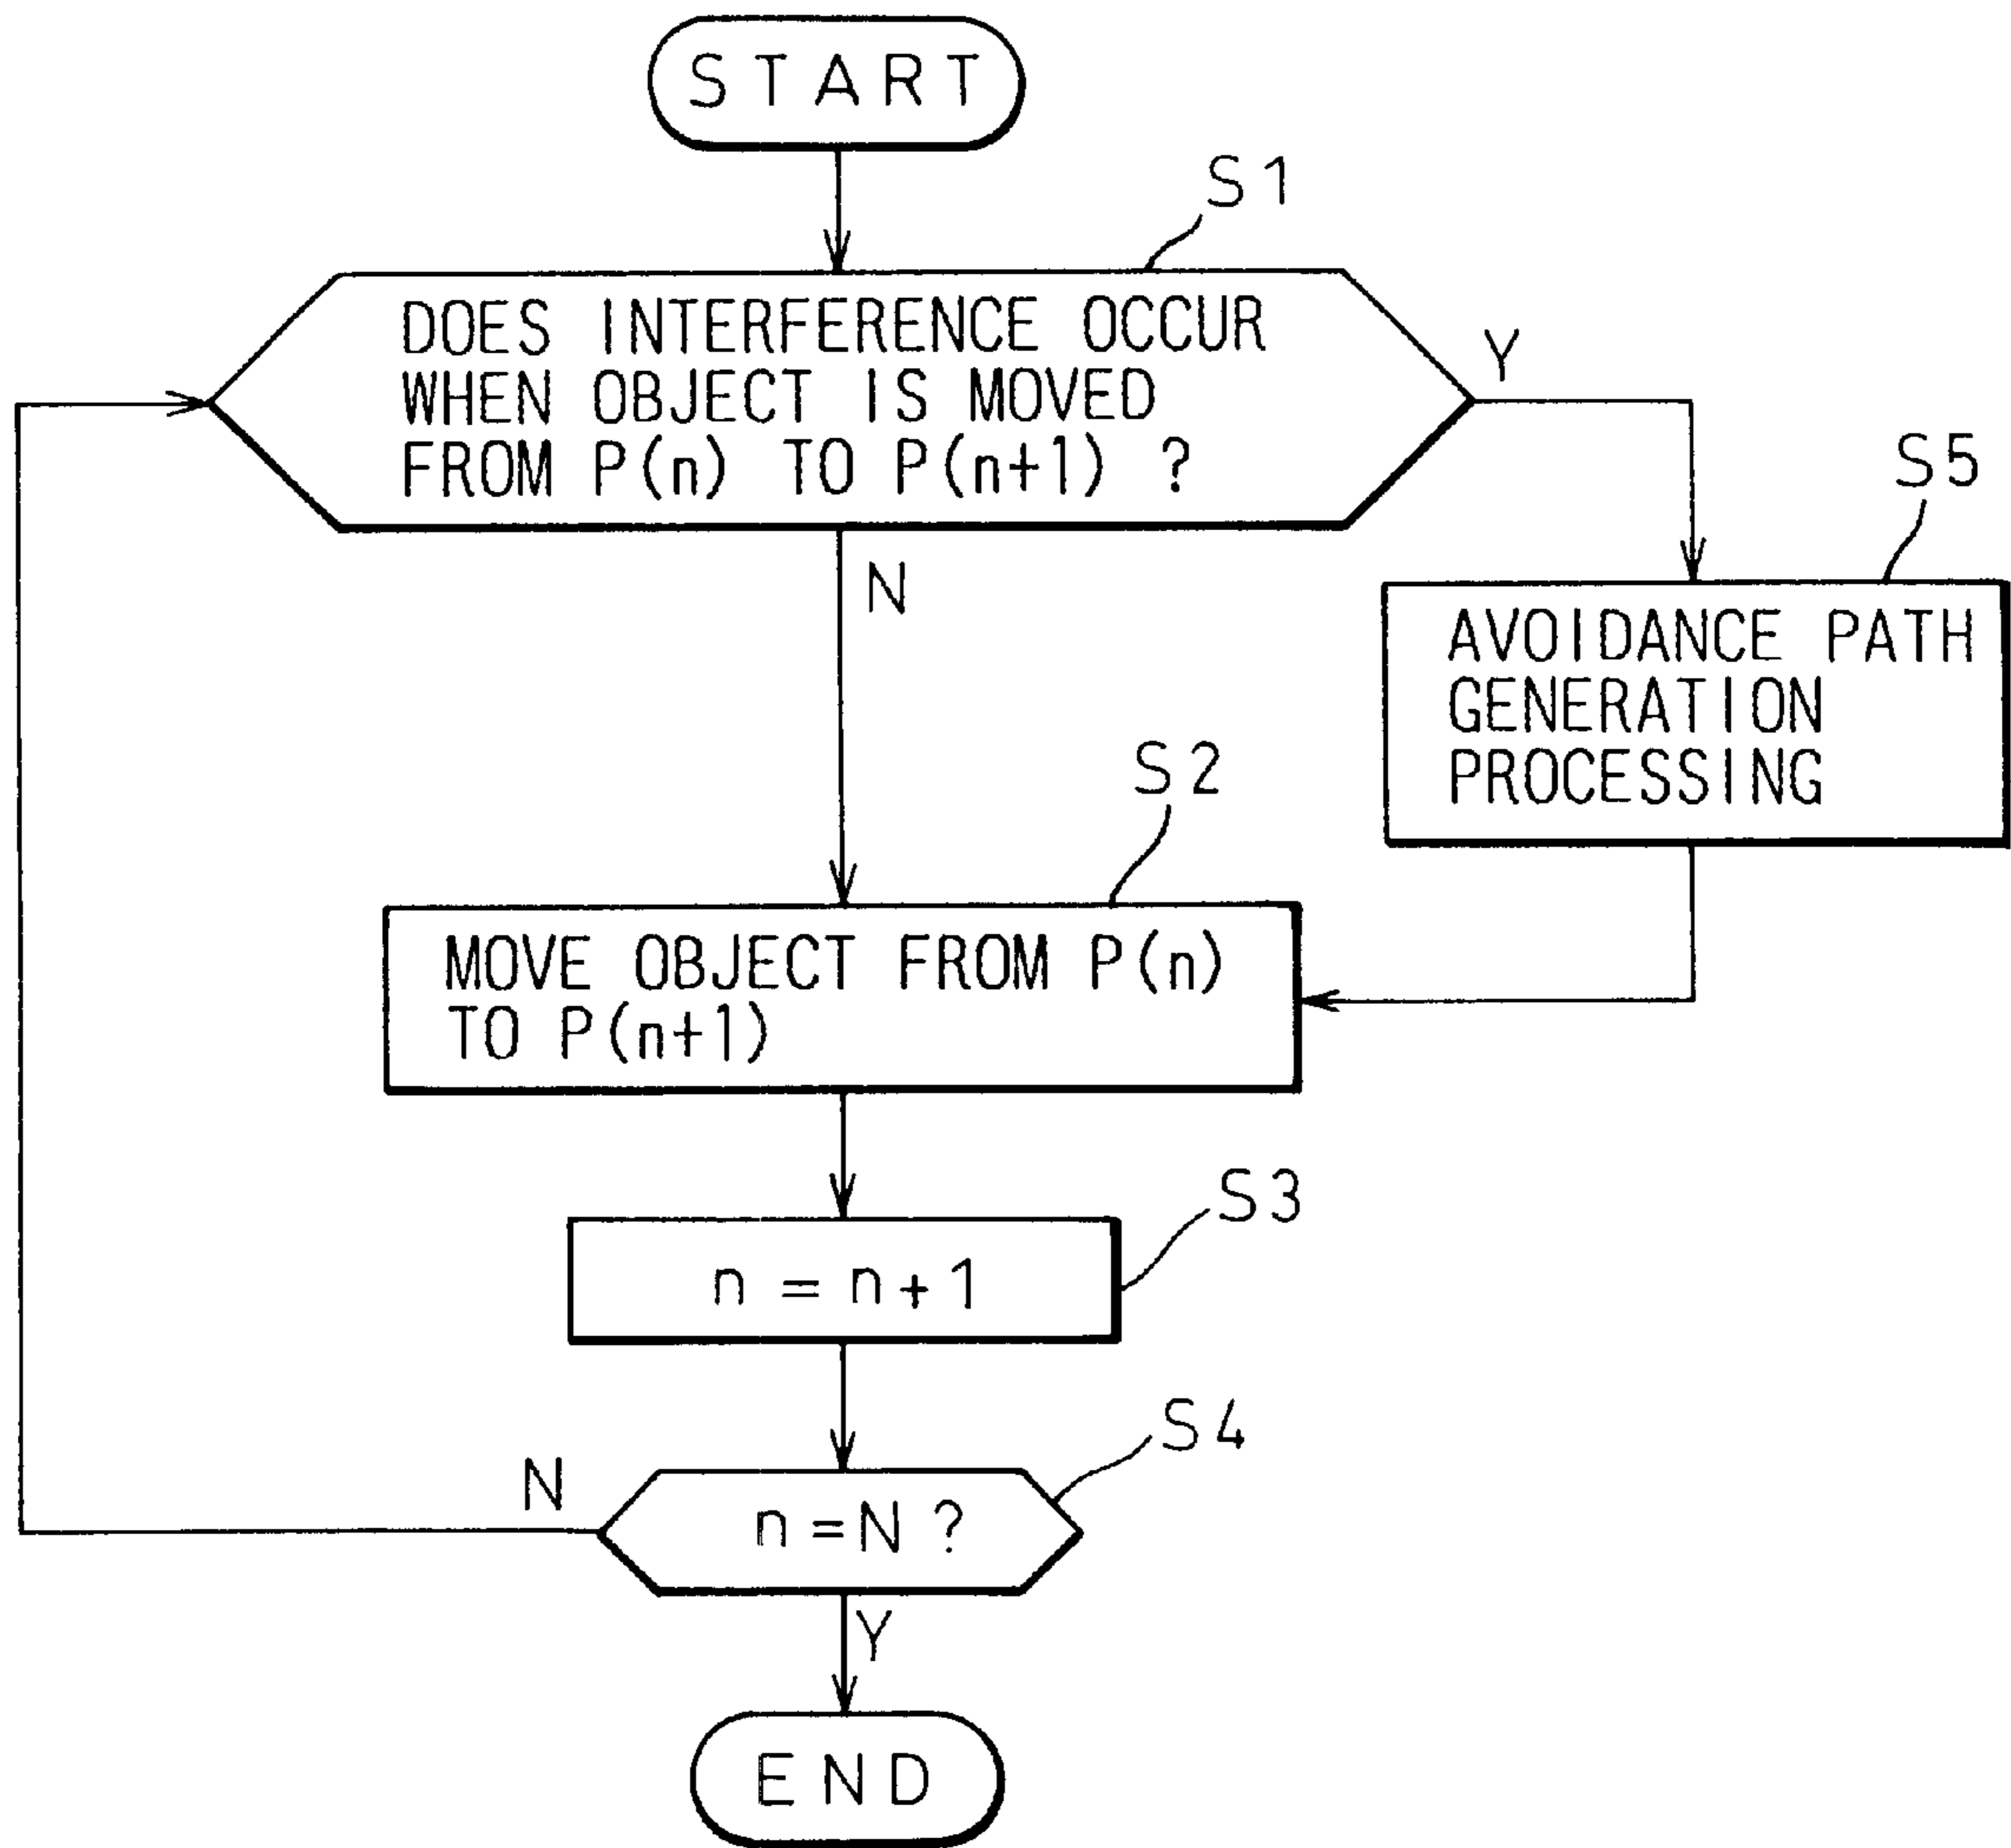 START
S1
DOES INTERFERENCE OCCUR
WHEN OBJECT IS MOVED
FROM P(n) TO P(n+1) ?
Y
N
S5
AVOIDANCE PATH
GENERATION
PROCESSING
S2
MOVE OBJECT FROM P(n)
TO P(n+1)
S3
n=n+1
S4
N
n=N?
Y
END